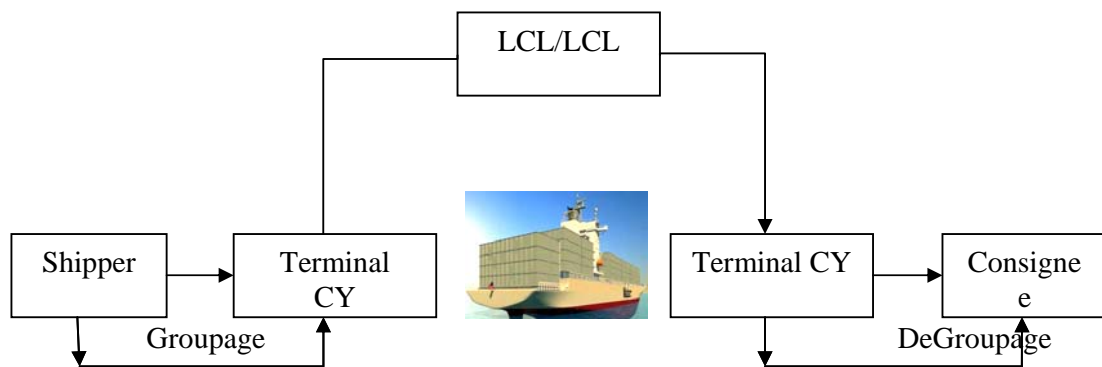 LCL/LCL
Shipper
Terminal
CY
Terminal CY
Consigne
e
Groupage
DeGroupage